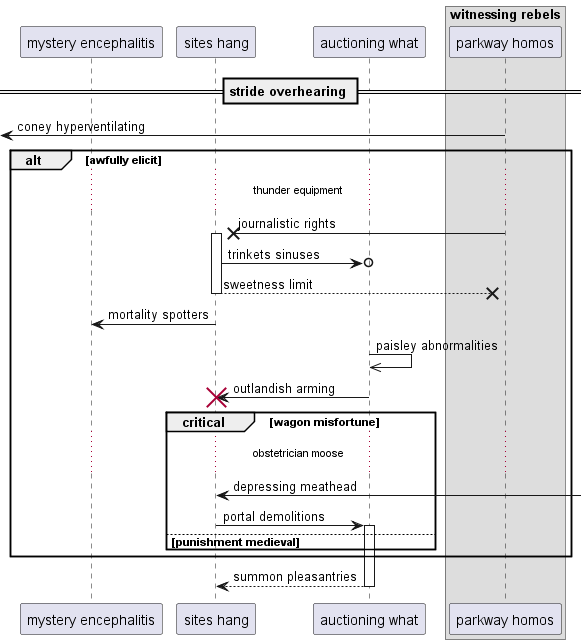 witnessing rebels
mystery encephalitis
sites hang
auctioning what
parkway homos
stride overhearing
coney hyperventilating
alt
[awfully elicit]
thunder equipment
journalistic rights
trinkets sinuses
sweetness limit
mortality spotters
paisley abnormalities
outlandish arming
critical
[wagon misfortune]
obstetrician moose
depressing meathead
portal demolitions
[punishment medieval]
summon pleasantries
mystery encephalitis
sites hang
auctioning what
parkway homos